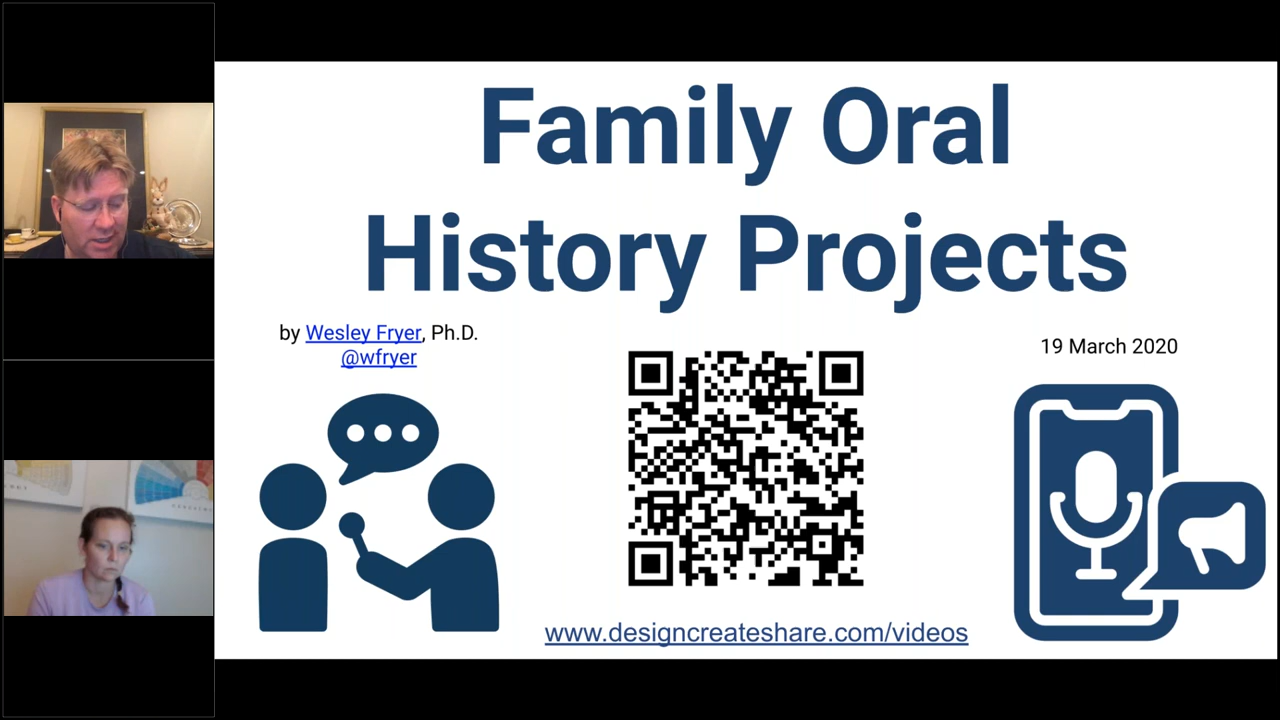 Family Oral
History Projects
by Wesley Fryer, Ph.D.
@wfryer
19 March 2020
www.designcreateshare.com/videos